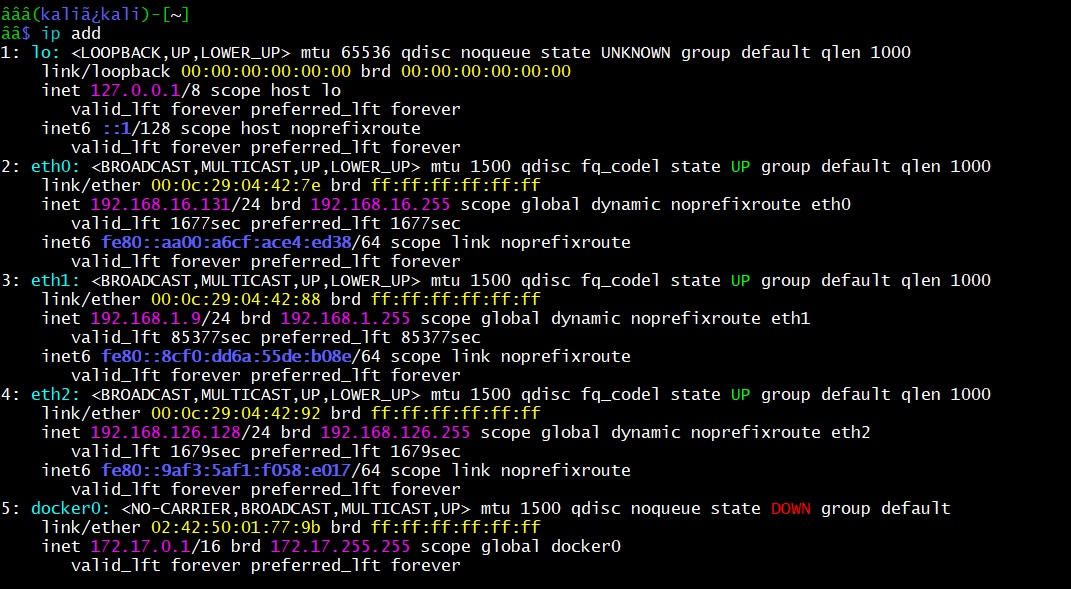 âââ(kaliã¿kali)-[~]
ââ$ ip add
1: lo: <LOOPBACK,UP,LOWER_UP> mtu 65536 qdisc noqueue state UNKNOWN group default qlen 1000
    link/loopback 00:00:00:00:00:00 brd 00:00:00:00:00:00
    inet 127.0.0.1/8 scope host lo
       valid_lft forever preferred_lft forever
    inet6 ::1/128 scope host noprefixroute
       valid_lft forever preferred_lft forever
2: eth0: <BROADCAST,MULTICAST,UP,LOWER_UP> mtu 1500 qdisc fq_codel state UP group default qlen 1000
    link/ether 00:0c:29:04:42:7e brd ff:ff:ff:ff:ff:ff
    inet 192.168.16.131/24 brd 192.168.16.255 scope global dynamic noprefixroute eth0
       valid_lft 1677sec preferred_lft 1677sec
    inet6 fe80::aa00:a6cf:ace4:ed38/64 scope link noprefixroute
       valid_lft forever preferred_lft forever
3: eth1: <BROADCAST,MULTICAST,UP,LOWER_UP> mtu 1500 qdisc fq_codel state UP group default qlen 1000
    link/ether 00:0c:29:04:42:88 brd ff:ff:ff:ff:ff:ff
    inet 192.168.1.9/24 brd 192.168.1.255 scope global dynamic noprefixroute eth1
       valid_lft 85377sec preferred_lft 85377sec
    inet6 fe80::8cf0:dd6a:55de:b08e/64 scope link noprefixroute
       valid_lft forever preferred_lft forever
4: eth2: <BROADCAST,MULTICAST,UP,LOWER_UP> mtu 1500 qdisc fq_codel state UP group default qlen 1000
    link/ether 00:0c:29:04:42:92 brd ff:ff:ff:ff:ff:ff
    inet 192.168.126.128/24 brd 192.168.126.255 scope global dynamic noprefixroute eth2
       valid_lft 1679sec preferred_lft 1679sec
    inet6 fe80::9af3:5af1:f058:e017/64 scope link noprefixroute
       valid_lft forever preferred_lft forever
5: docker0: <NO-CARRIER,BROADCAST,MULTICAST,UP> mtu 1500 qdisc noqueue state DOWN group default
    link/ether 02:42:50:01:77:9b brd ff:ff:ff:ff:ff:ff
    inet 172.17.0.1/16 brd 172.17.255.255 scope global docker0
       valid_lft forever preferred_lft forever